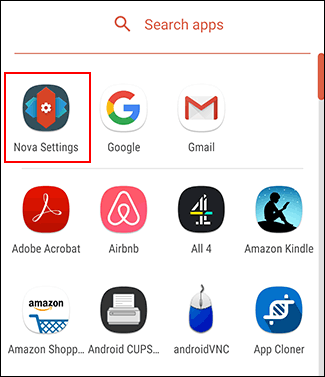 Search apps
Nova Settings
Google
Gmail
Adobe Acrobat
Airbnb
All 4
Amazon Kindle
amazon
Amazon Shopp...
Android CUPS...
androidVNC
App Cloner